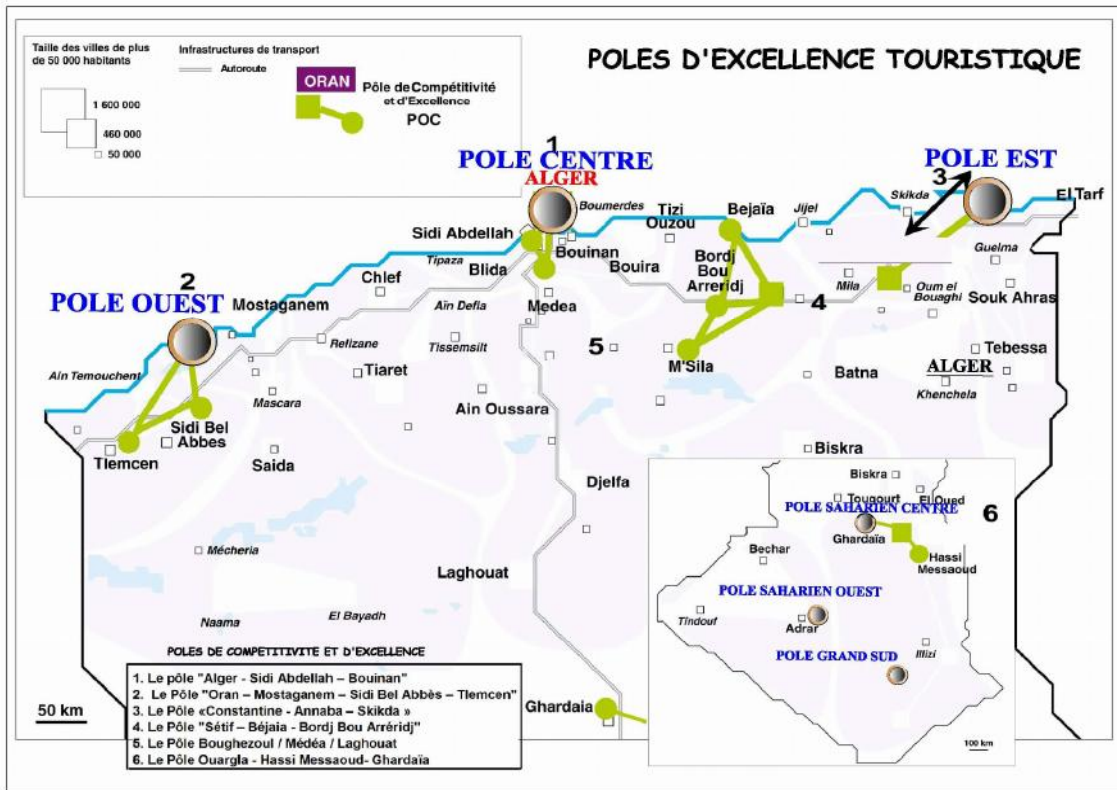 POLES D'EXCELLENCE TOURISTIQUE
Taille des villes de plus
de 50 000 habitants
1 600 000
460 000
50 000
Infrastructures de transport
Autoroute
ORAN
Pôle de Compétitivité
et d'Excellence
POC
1
POLE CENTRE
ALGER
Boumerdes
POLE EST
3
Skikda
El Tarf
Sidi Abdellah
Tizi
Ouzou
Bejaïa
Jijel
Bouinan
Guelma
Tipaza
Blida
Bouira
Bordj
Bou
Arreridj
2
POLE OUEST
Mostaganem
Chlef
Aïn Defla
Medea
4
Mila
Oum el
Bouaghi
Souk Ahras
Relizane
Tissemsilt
5
M'Sila
Tebessa
Ain Temouchent
Tiaret
Batna
ALGER
Khenchela
Mascara
Ain Oussara
Sidi Bel
Abbes
Tlemcen
Saida
Biskra
Djelfa
Mécheria
Laghouat
El Bayadh
Naama
Ghardaia
50 km
Biskra
Tougourt
El Oued
POLE SAHARIEN CENTRE
6
Ghardaïa
Bechar
Hassi
Messaoud
POLE SAHARIEN OUEST
Tindouf
Adrar
Illizi
POLE GRAND SUD
100 km
POLES DE COMPETITIVITE ET D'EXCELLENCE
1. Le pôle "Alger - Sidi Abdellah – Bouinan"
2. Le Pôle "Oran – Mostaganem – Sidi Bel Abbès – Tlemcen"
3. Le Pôle «Constantine - Annaba – Skikda »
4. Le Pôle "Sétif – Béjaia - Bordj Bou Arréridj"
5. Le Pôle Boughezoul / Médéa / Laghouat
6. Le Pôle Ouargla - Hassi Messaoud- Ghardaïa